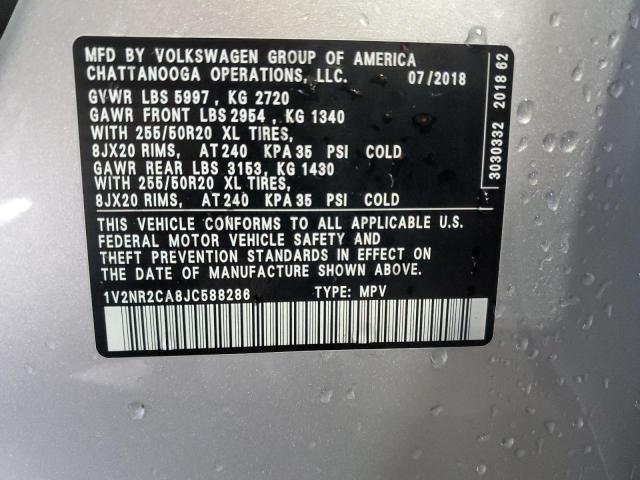 MFD BY VOLKSWAGEN GROUP OF AMERICA
CHATTANOOGA OPERATIONS, LLC. 07/2018
GVWR LBS 5997 , KG 2720
GAWR FRONT LBS 2954 , KG 1340
WITH 255/50R20 XL TIRES,
8JX20 RIMS, AT 240 KPA 35 PSI COLD
GAWR REAR LBS 3153, KG 1430
WITH 255/50R20 XL TIRES,
8JX20 RIMS, AT 240 KPA 35 PSI COLD
THIS VEHICLE CONFORMS TO ALL APPLICABLE U.S.
FEDERAL MOTOR VEHICLE SAFETY AND
THEFT PREVENTION STANDARDS IN EFFECT ON
THE DATE OF MANUFACTURE SHOWN ABOVE.
1V2NR2CA8JC588286 TYPE: MPV
3030332 2018 62